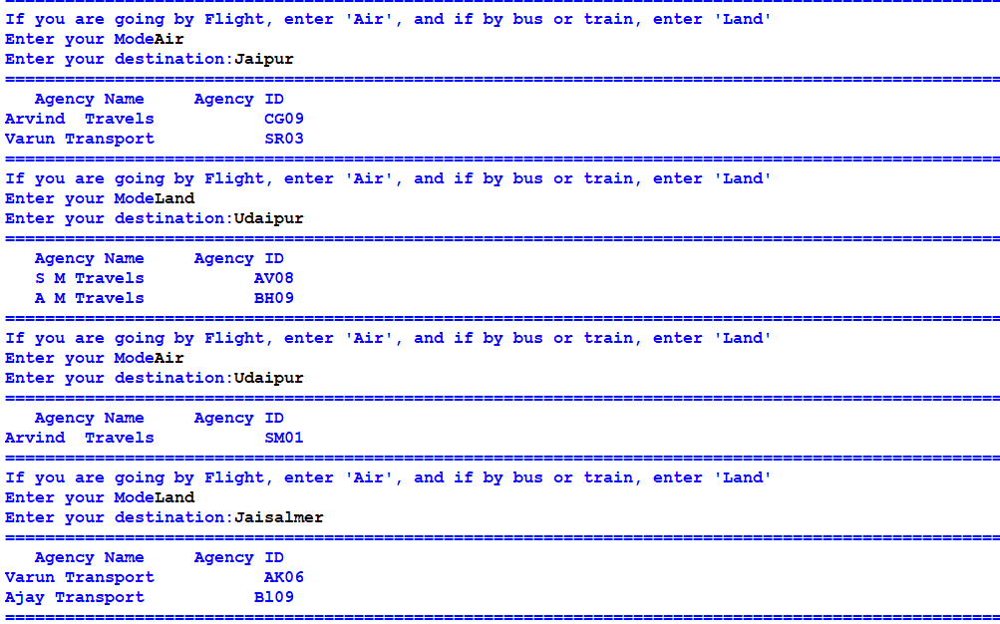 If you are going by Flight, enter 'Air', and if by bus or train, enter 'Land'
Enter your ModeAir
Enter your destination:Jaipur
Agency Name Agency ID
Arvind Travels CG09
Varun Transport SR03
If you are going by Flight, enter 'Air', and if by bus or train, enter 'Land'
Enter your ModeLand
Enter your destination:Udaipur
Agency Name Agency ID
S M Travels AV08
A M Travels BH09
If you are going by Flight, enter 'Air', and if by bus or train, enter 'Land'
Enter your ModeAir
Enter your destination:Udaipur
Agency Name Agency ID
Arvind Travels SM01
If you are going by Flight, enter 'Air', and if by bus or train, enter 'Land'
Enter your ModeLand
Enter your destination:Jaisalmer
Agency Name Agency ID
Varun Transport AK06
Ajay Transport Bl09